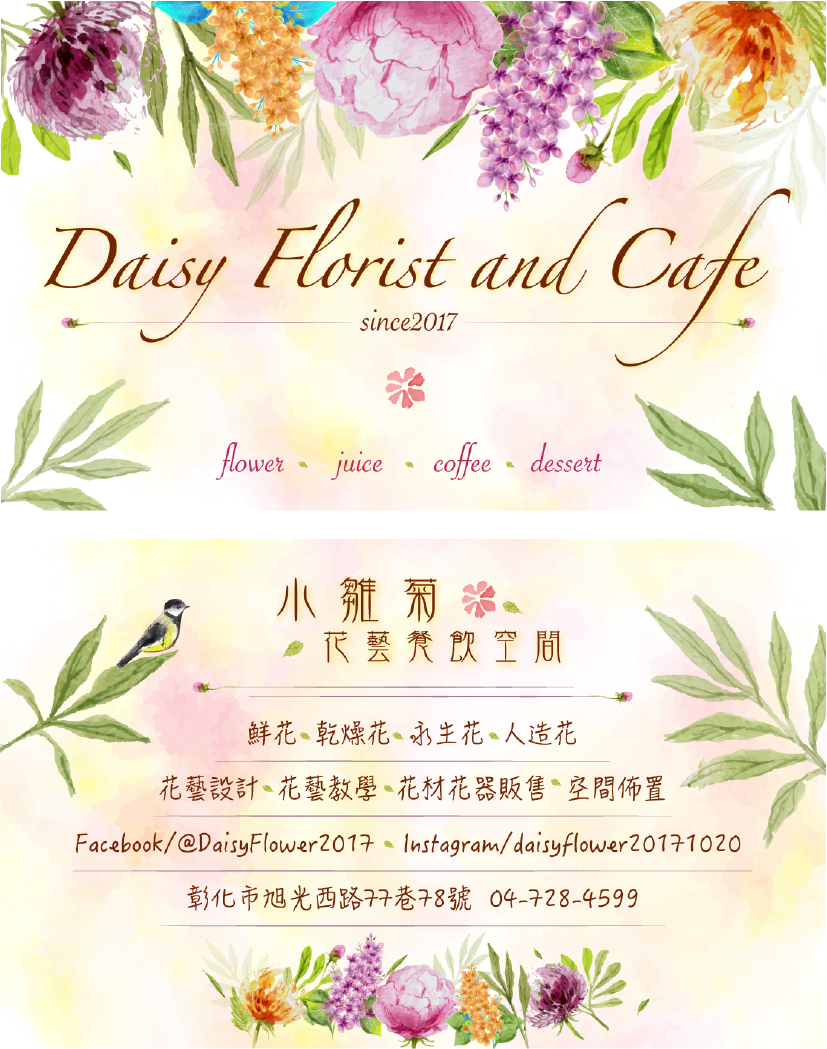 Daisy Florist and Cafe
since2017
flower juice coffee dessert
小雛菊
花藝餐飲空間
鮮花 乾燥花 永生花 人造花
花藝設計 花藝教學 花材花器販售 空間佈置
Facebook/@DaisyFlower2017 Instagram/daisyflower20171020
彰化市旭光西路77巷78號 04-728-4599